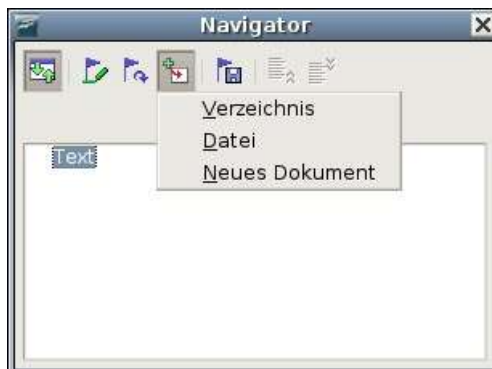 Navigator
Verzeichnis
Datei
Neues Dokument
Text